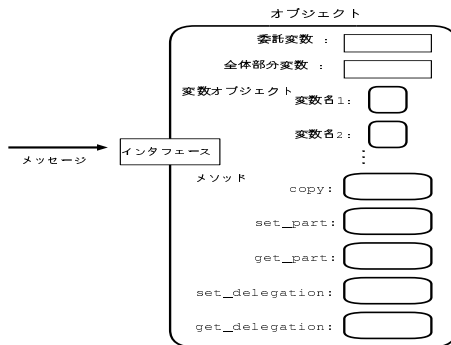 オブジェクト
委託変数 :
全体部分変数 :
変数オブジェクト
変数名1:
変数名2:
⋮
インタフェース
メッセージ
メソッド
copy:
set_part:
get_part:
set_delegation:
get_delegation: